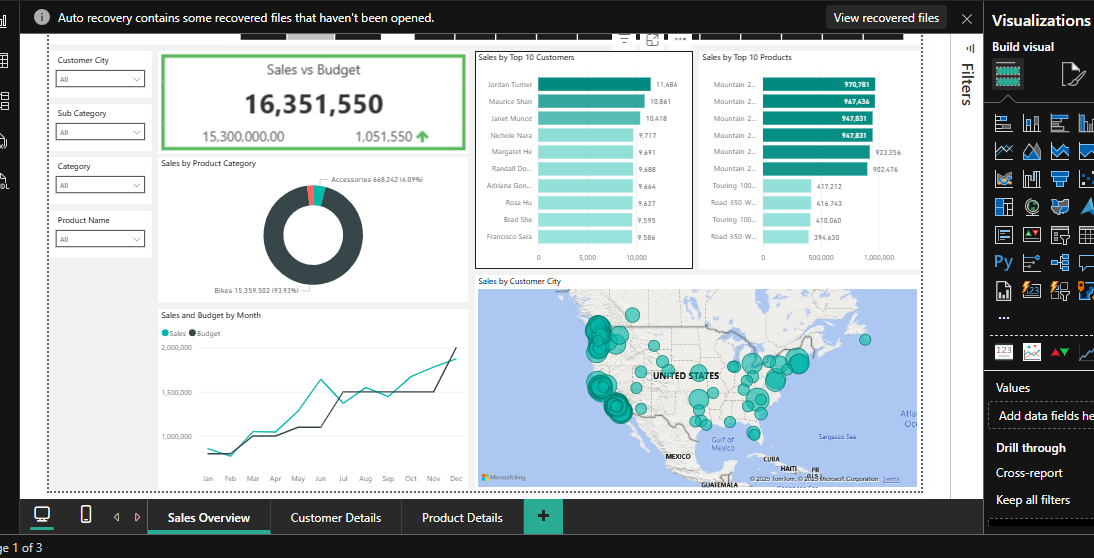 Auto recovery contains some recovered files that haven't been opened.
View recovered files
Visualizations
Build visual
Filters
Customer City
All
Sub Category
All
Category
All
Product Name
All
Sales vs Budget
16,351,550
15,300,000.00
1,051,550
Sales by Product Category
Accessories 668,242 (4.09%)
Bikes 15,359,502 (93.93%)
Sales and Budget by Month
Sales
Budget
2,000,000
1,500,000
1,000,000
Jan Feb Mar Apr May Jun Jul Aug Sep Oct Nov Dec
Sales by Top 10 Customers
Jordan Turner 11,484
Maurice Shan 10,861
Janet Munoz 10,418
Nichole Nara 9,717
Margaret He 9,691
Randall Do... 9,688
Adriana Gon... 9,664
Rosa Hu 9,637
Brad She 9,595
Francisco Sara 9,586
0 5,000 10,000
Sales by Top 10 Products
Mountain-2... 970,781
Mountain-2... 967,436
Mountain-2... 947,831
Mountain-2... 947,831
Mountain-2... 923,356
Mountain-2... 902,476
Touring-100... 417,212
Road-350-W... 416,743
Touring-100... 410,060
Road-350-W... 394,630
0 500,000 1,000,000
Sales by Customer City
UNITED STATES
Gulf of
Mexico
MEXICO
CUBA
HAITI
PR
(U.S.)
GUATEMALA
Sargasso Sea
Atla
Oc
Microsoft Bing
© 2025 TomTom, © 2025 Microsoft Corporation Terms
Py
123
123
Values
Add data fields he
Drill through
Cross-report
Keep all filters
Sales Overview
Customer Details
Product Details
ge 1 of 3